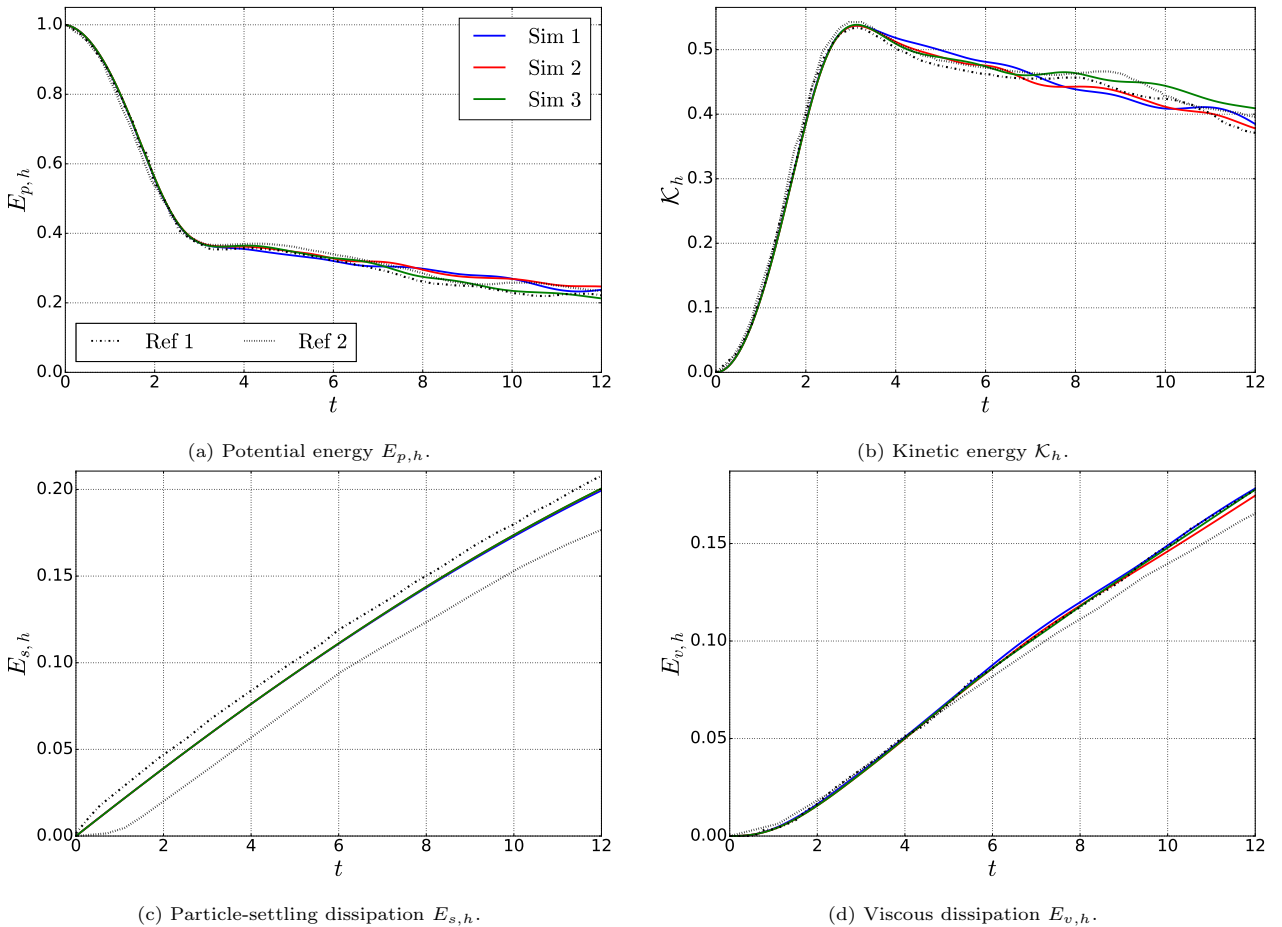 1.0
0.8
0.6
0.4
0.2
0.0
E_{p,h}
Sim 1
Sim 2
Sim 3
Ref 1 Ref 2
0 2 4 6 8 10 12
t
(a) Potential energy E_{p,h}.
0.5
0.4
0.3
0.2
0.1
0.0
𝒦_h
0 2 4 6 8 10 12
t
(b) Kinetic energy 𝒦_h.
0.20
0.15
0.10
0.05
0.00
E_{s,h}
0 2 4 6 8 10 12
t
(c) Particle-settling dissipation E_{s,h}.
0.15
0.10
0.05
0.00
E_{v,h}
0 2 4 6 8 10 12
t
(d) Viscous dissipation E_{v,h}.